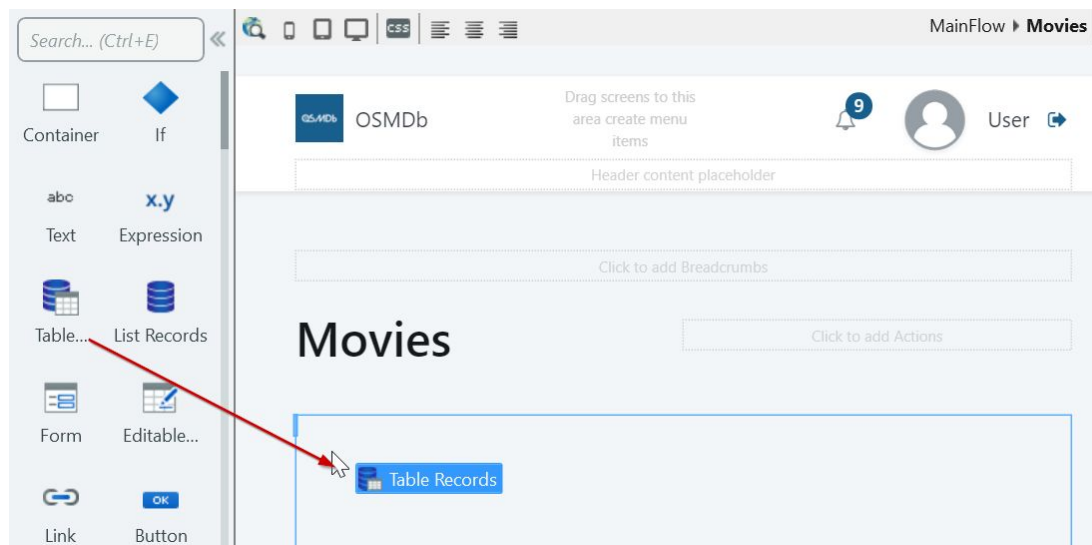 Search... (Ctrl+E)
Container
If
abc
Text
x.y
Expression
Table...
List Records
Form
Editable...
Link
OK
Button
CSS
MainFlow Movies
OSMDb
OSMDb
Drag screens to this
area create menu
items
9
User
Header content placeholder
Click to add Breadcrumbs
Movies
Click to add Actions
Table Records